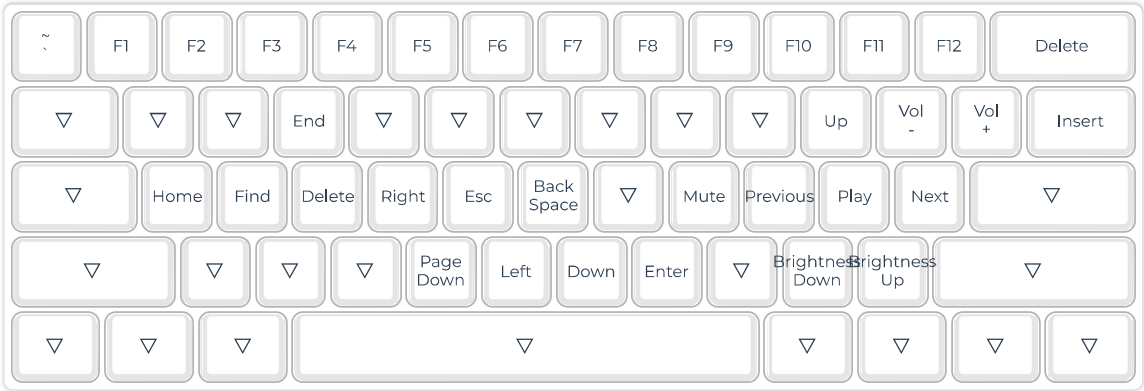 ~
`
F1
F2
F3
F4
F5
F6
F7
F8
F9
F10
F11
F12
Delete
▽
▽
▽
End
▽
▽
▽
▽
▽
▽
Up
Vol
-
Vol
+
Insert
▽
Home
Find
Delete
Right
Esc
Back
Space
▽
Mute
Previous
Play
Next
▽
▽
▽
▽
▽
Page
Down
Left
Down
Enter
▽
Brightness
Down
Brightness
Up
▽
▽
▽
▽
▽
▽
▽
▽
▽